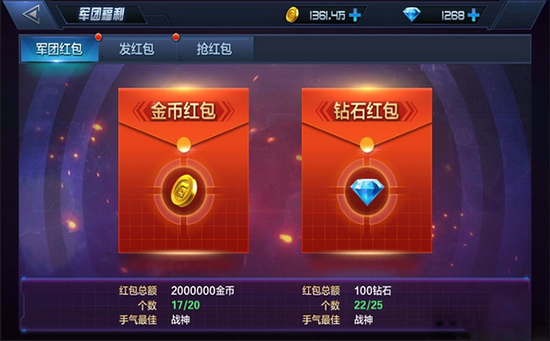 军团福利
1361.4万
1268
军团红包
发红包
抢红包
金币红包
钻石红包
红包总额 2000000金币
个数 17/20
手气最佳 战神
红包总额 100钻石
个数 22/25
手气最佳 战神